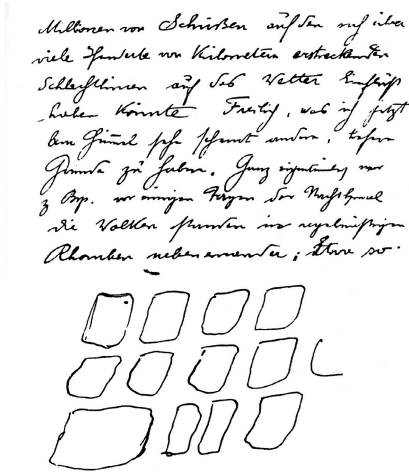 Millionen von Schüßen auf den sich über
viele Hunderte von Kilometern erstreckenden
Schlachtlinien auf das Wetter Einfluß
haben könnte Freilich, was ich jetzt
am Himmel sehe scheint andere, tiefere
Gründe zu haben. Ganz eigentümlich war
z Bsp. vor einigen Tagen der Nachthimmel
die Wolken standen in regelmäßigen
Rhomben nebeneinander; Etwa so.